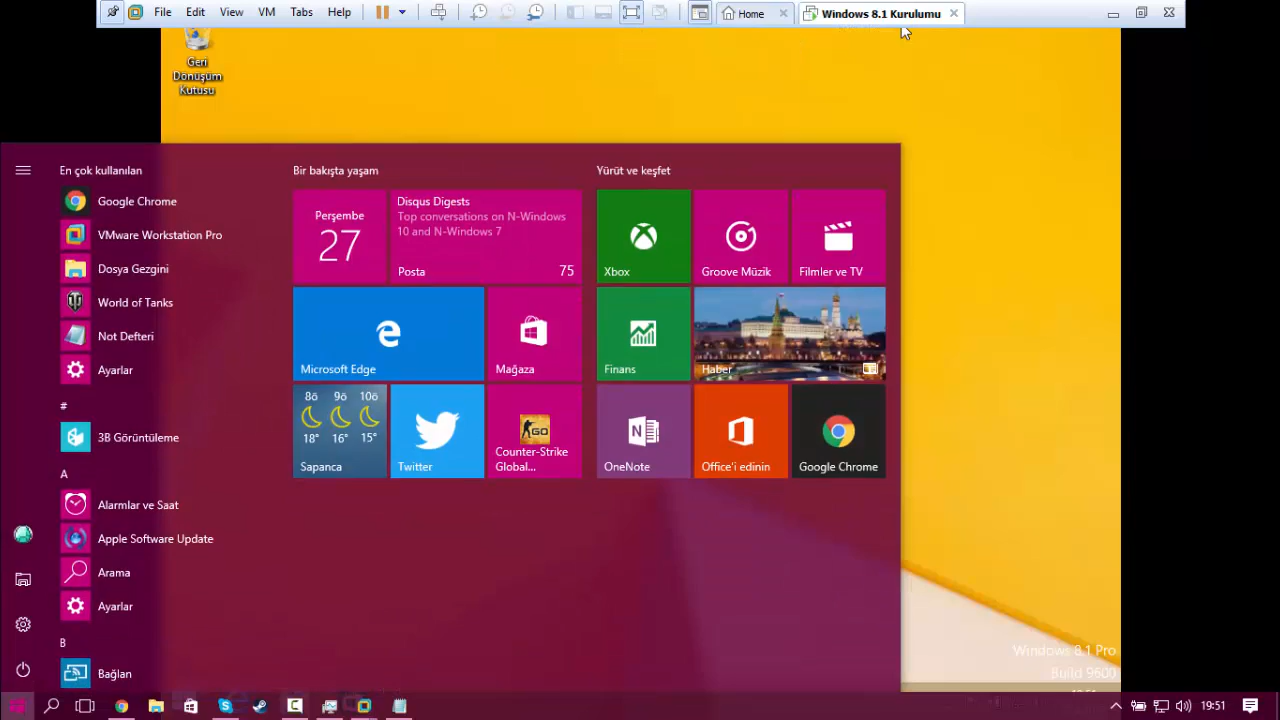 File Edit View VM Tabs Help
Home
Windows 8.1 Kurulumu
Geri
Dönüşüm
Kutusu
En çok kullanılan
Google Chrome
VMware Workstation Pro
Dosya Gezgini
World of Tanks
Not Defteri
Ayarlar
#
3B Görüntüleme
A
Alarmlar ve Saat
Apple Software Update
Arama
Ayarlar
B
Bağlan
Bir bakışta yaşam
Perşembe
27
Disqus Digests
Top conversations on N-Windows
10 and N-Windows 7
Posta 75
Microsoft Edge
Mağaza
8ö 9ö 10ö
18° 16° 15°
Sapanca
Twitter
GO
Counter-Strike
Global...
Yürüt ve keşfet
Xbox
Groove Müzik
Filmler ve TV
Finans
Haber
OneNote
Office'i edinin
Google Chrome
Windows 8.1 Pro
Build 9600
19:51